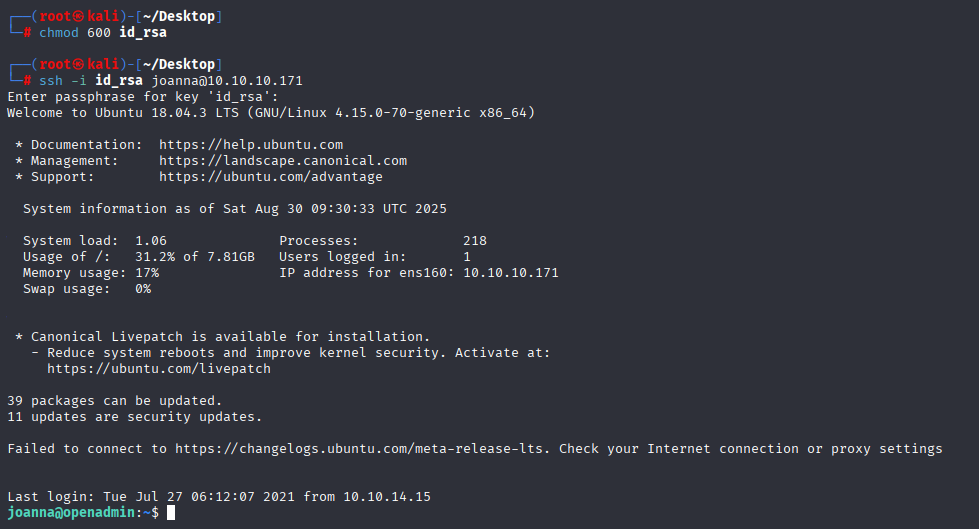 ┌──(root㉿kali)-[~/Desktop]
└─# chmod 600 id_rsa
┌──(root㉿kali)-[~/Desktop]
└─# ssh -i id_rsa joanna@10.10.10.171
Enter passphrase for key 'id_rsa':
Welcome to Ubuntu 18.04.3 LTS (GNU/Linux 4.15.0-70-generic x86_64)
* Documentation:  https://help.ubuntu.com
* Management:     https://landscape.canonical.com
* Support:        https://ubuntu.com/advantage
System information as of Sat Aug 30 09:30:33 UTC 2025
System load:  1.06              Processes:             218
Usage of /:   31.2% of 7.81GB   Users logged in:       1
Memory usage: 17%               IP address for ens160: 10.10.10.171
Swap usage:   0%
* Canonical Livepatch is available for installation.
- Reduce system reboots and improve kernel security. Activate at:
https://ubuntu.com/livepatch
39 packages can be updated.
11 updates are security updates.
Failed to connect to https://changelogs.ubuntu.com/meta-release-lts. Check your Internet connection or proxy settings
Last login: Tue Jul 27 06:12:07 2021 from 10.10.14.15
joanna@openadmin:~$